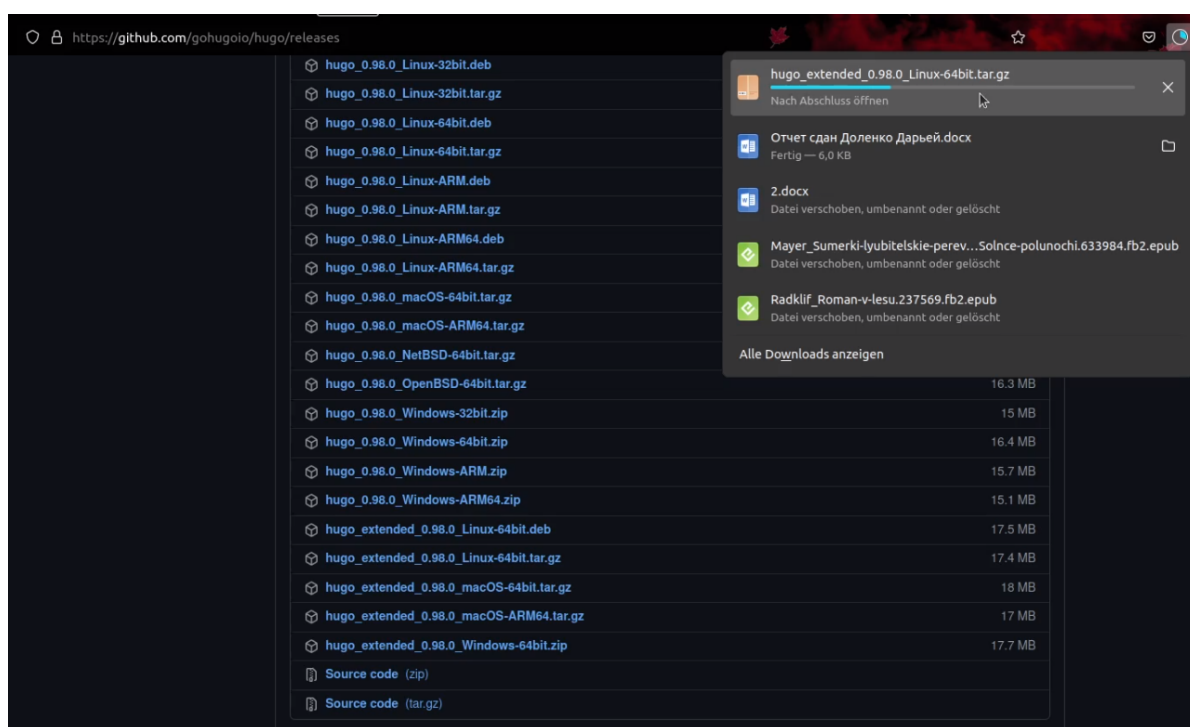 https://github.com/gohugoio/hugo/releases
hugo_0.98.0_Linux-32bit.deb
hugo_0.98.0_Linux-32bit.tar.gz
hugo_0.98.0_Linux-64bit.deb
hugo_0.98.0_Linux-64bit.tar.gz
hugo_0.98.0_Linux-ARM.deb
hugo_0.98.0_Linux-ARM.tar.gz
hugo_0.98.0_Linux-ARM64.deb
hugo_0.98.0_Linux-ARM64.tar.gz
hugo_0.98.0_macOS-64bit.tar.gz
hugo_0.98.0_macOS-ARM64.tar.gz
hugo_0.98.0_NetBSD-64bit.tar.gz
hugo_0.98.0_OpenBSD-64bit.tar.gz 16.3 MB
hugo_0.98.0_Windows-32bit.zip 15 MB
hugo_0.98.0_Windows-64bit.zip 16.4 MB
hugo_0.98.0_Windows-ARM.zip 15.7 MB
hugo_0.98.0_Windows-ARM64.zip 15.1 MB
hugo_extended_0.98.0_Linux-64bit.deb 17.5 MB
hugo_extended_0.98.0_Linux-64bit.tar.gz 17.4 MB
hugo_extended_0.98.0_macOS-64bit.tar.gz 18 MB
hugo_extended_0.98.0_macOS-ARM64.tar.gz 17 MB
hugo_extended_0.98.0_Windows-64bit.zip 17.7 MB
Source code (zip)
Source code (tar.gz)
hugo_extended_0.98.0_Linux-64bit.tar.gz
Nach Abschluss öffnen
Отчет сдан Доленко Дарьей.docx
Fertig — 6,0 KB
2.docx
Datei verschoben, umbenannt oder gelöscht
Mayer_Sumerki-lyubitelskie-perev…Solnce-polunochi.633984.fb2.epub
Datei verschoben, umbenannt oder gelöscht
Radklif_Roman-v-lesu.237569.fb2.epub
Datei verschoben, umbenannt oder gelöscht
Alle Downloads anzeigen